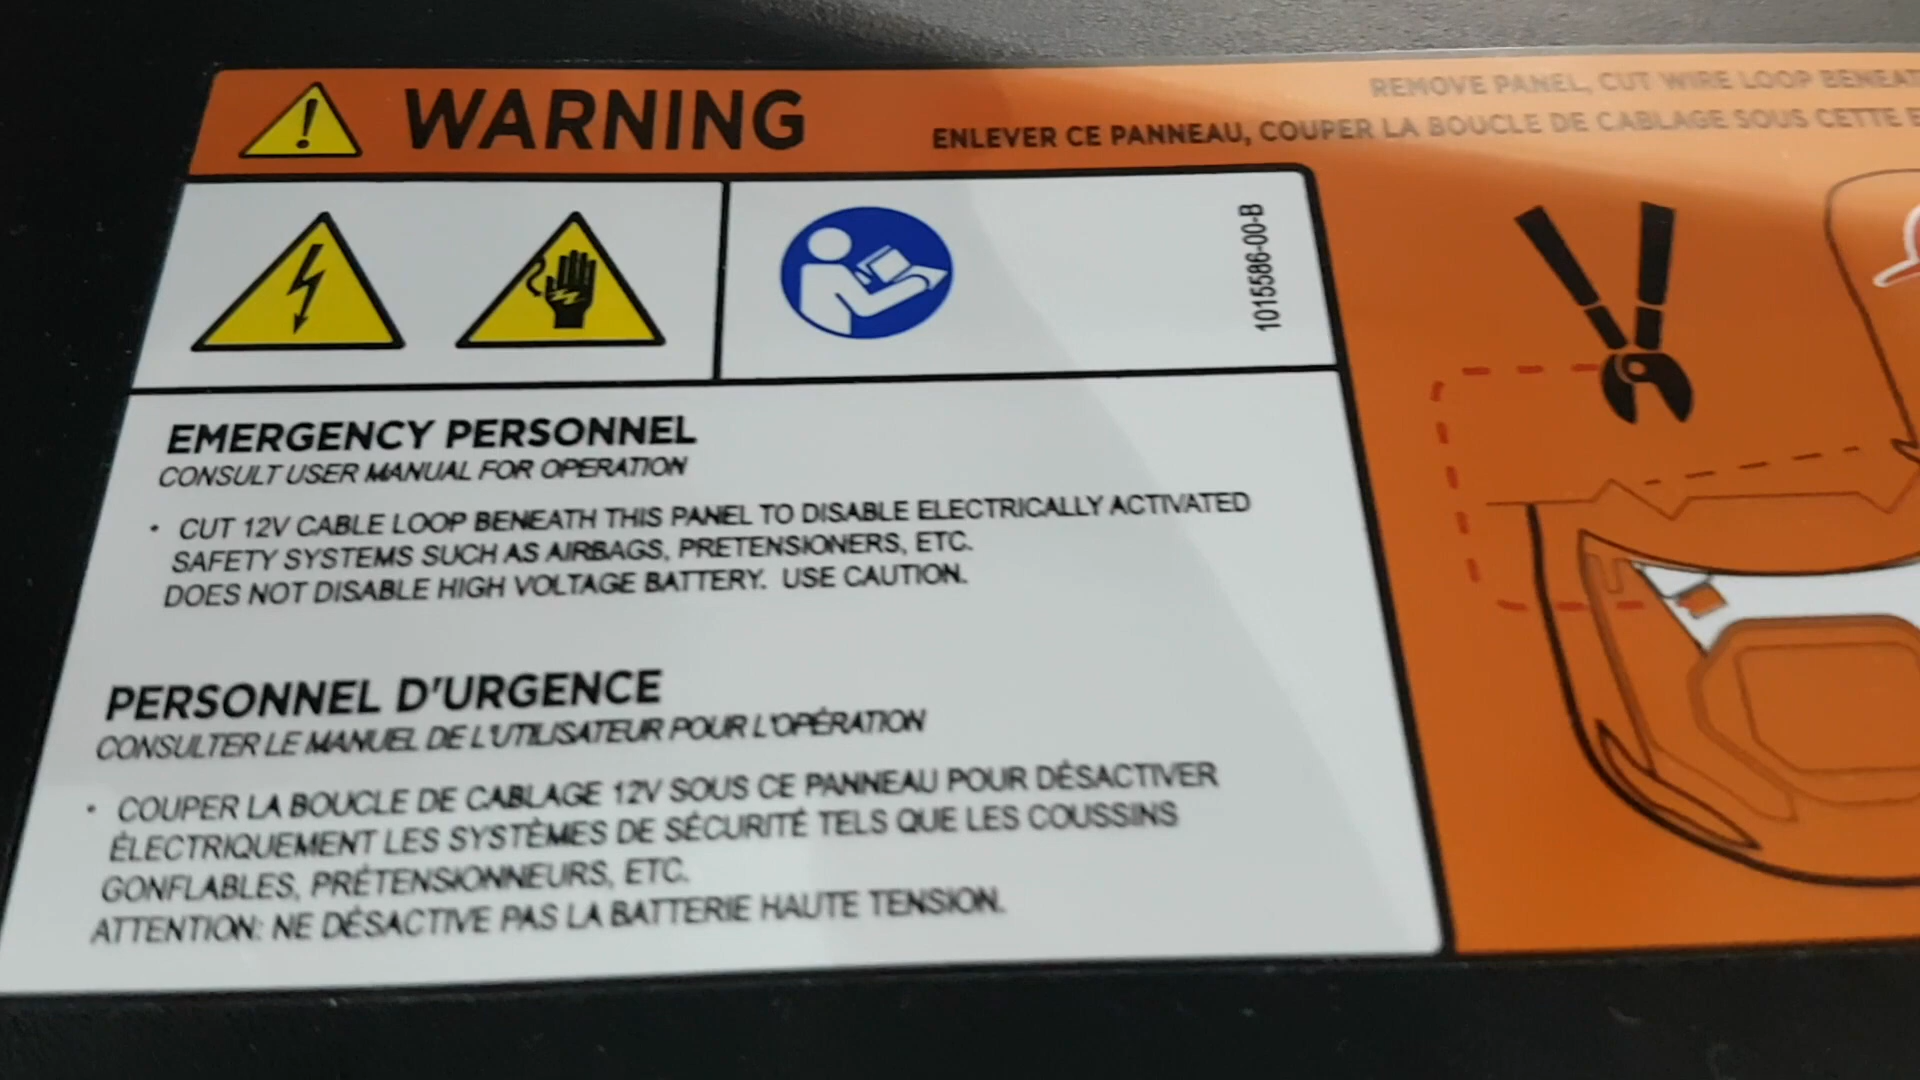 WARNING
REMOVE PANEL, CUT WIRE LOOP
ENLEVER CE PANNEAU, COUPER LA BOUCLE DE CABLAGE SOUS CETTE
1015586-00-B
EMERGENCY PERSONNEL
CONSULT USER MANUAL FOR OPERATION
• CUT 12V CABLE LOOP BENEATH THIS PANEL TO DISABLE ELECTRICALLY ACTIVATED
SAFETY SYSTEMS SUCH AS AIRBAGS, PRETENSIONERS, ETC.
DOES NOT DISABLE HIGH VOLTAGE BATTERY. USE CAUTION.
PERSONNEL D'URGENCE
CONSULTER LE MANUEL DE L'UTILISATEUR POUR L'OPÉRATION
• COUPER LA BOUCLE DE CABLAGE 12V SOUS CE PANNEAU POUR DÉSACTIVER
ÉLECTRIQUEMENT LES SYSTÈMES DE SÉCURITÉ TELS QUE LES COUSSINS
GONFLABLES, PRÉTENSIONNEURS, ETC.
ATTENTION: NE DÉSACTIVE PAS LA BATTERIE HAUTE TENSION.